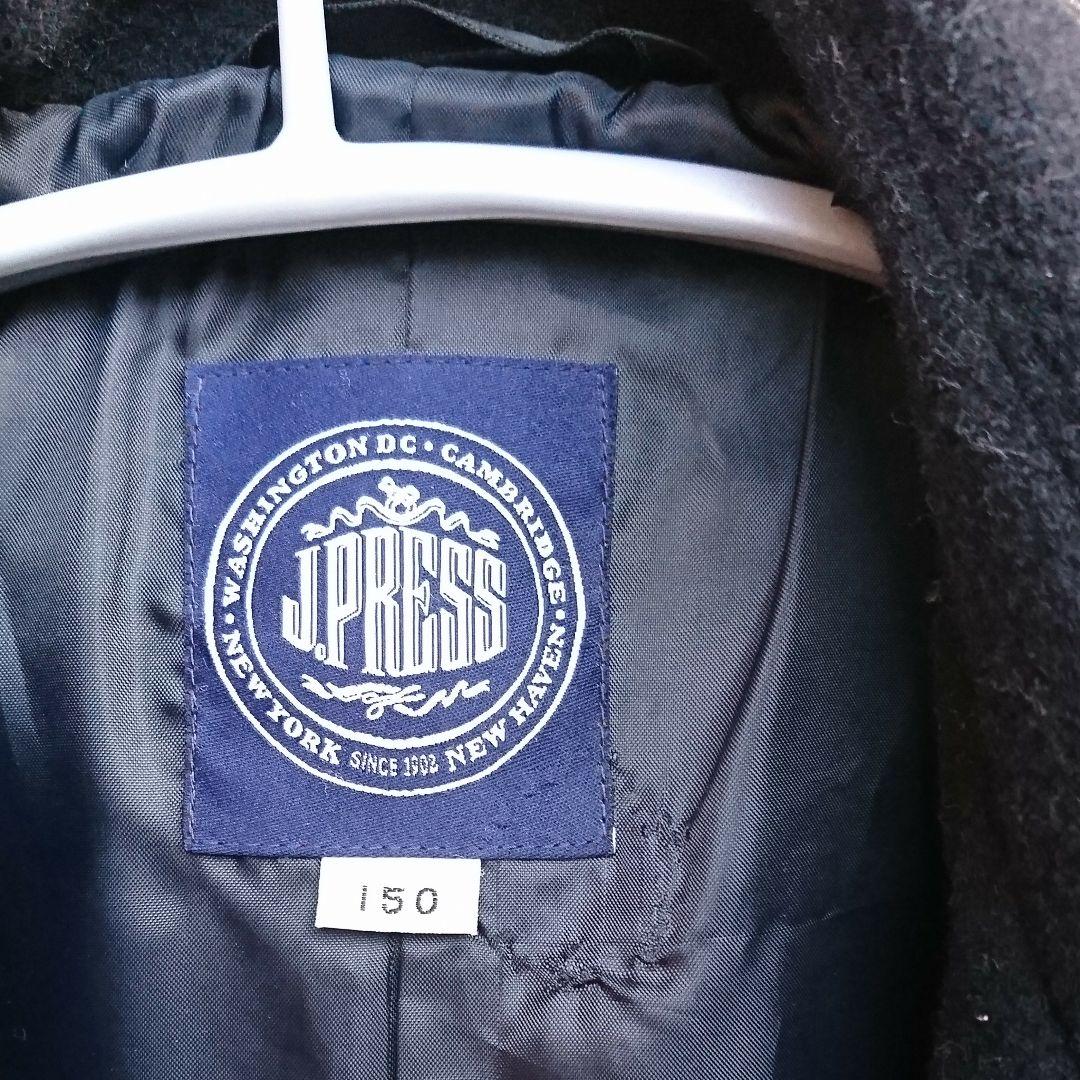 WASHINGTON DC • CAMBRIDGE •
J.PRESS
• NEW YORK SINCE 1902 NEW HAVEN •
150